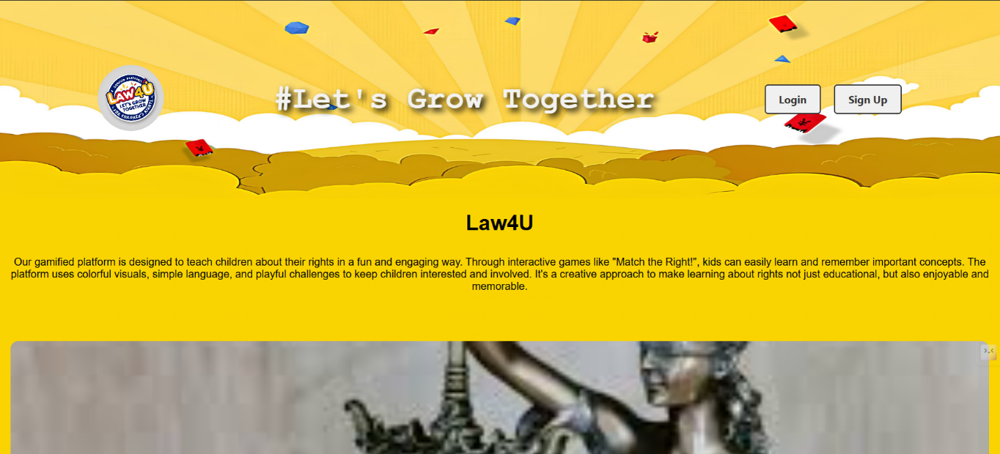 LAW4U
LET'S GROW
TOGETHER
FOR CHILDREN'S RIGHTS
#Let's Grow Together
Login
Sign Up
Law4U
Our gamified platform is designed to teach children about their rights in a fun and engaging way. Through interactive games like "Match the Right!", kids can easily learn and remember important concepts. The
platform uses colorful visuals, simple language, and playful challenges to keep children interested and involved. It's a creative approach to make learning about rights not just educational, but also enjoyable and
memorable.